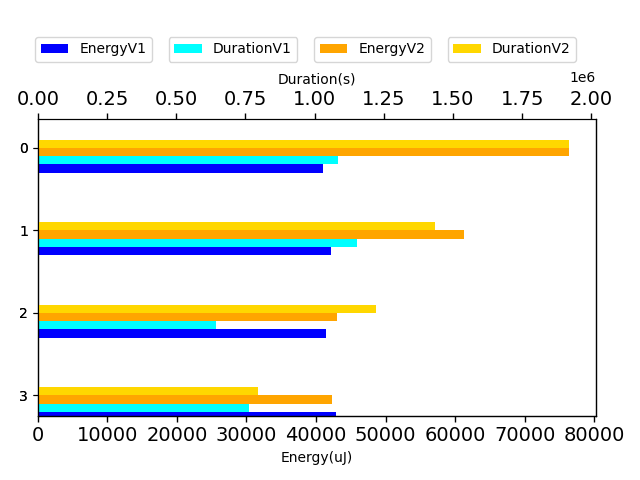 EnergyV1 DurationV1 EnergyV2 DurationV2
Duration(s)
1e6
0.00 0.25 0.50 0.75 1.00 1.25 1.50 1.75 2.00
0
1
2
3
0 10000 20000 30000 40000 50000 60000 70000 80000
Energy(uJ)